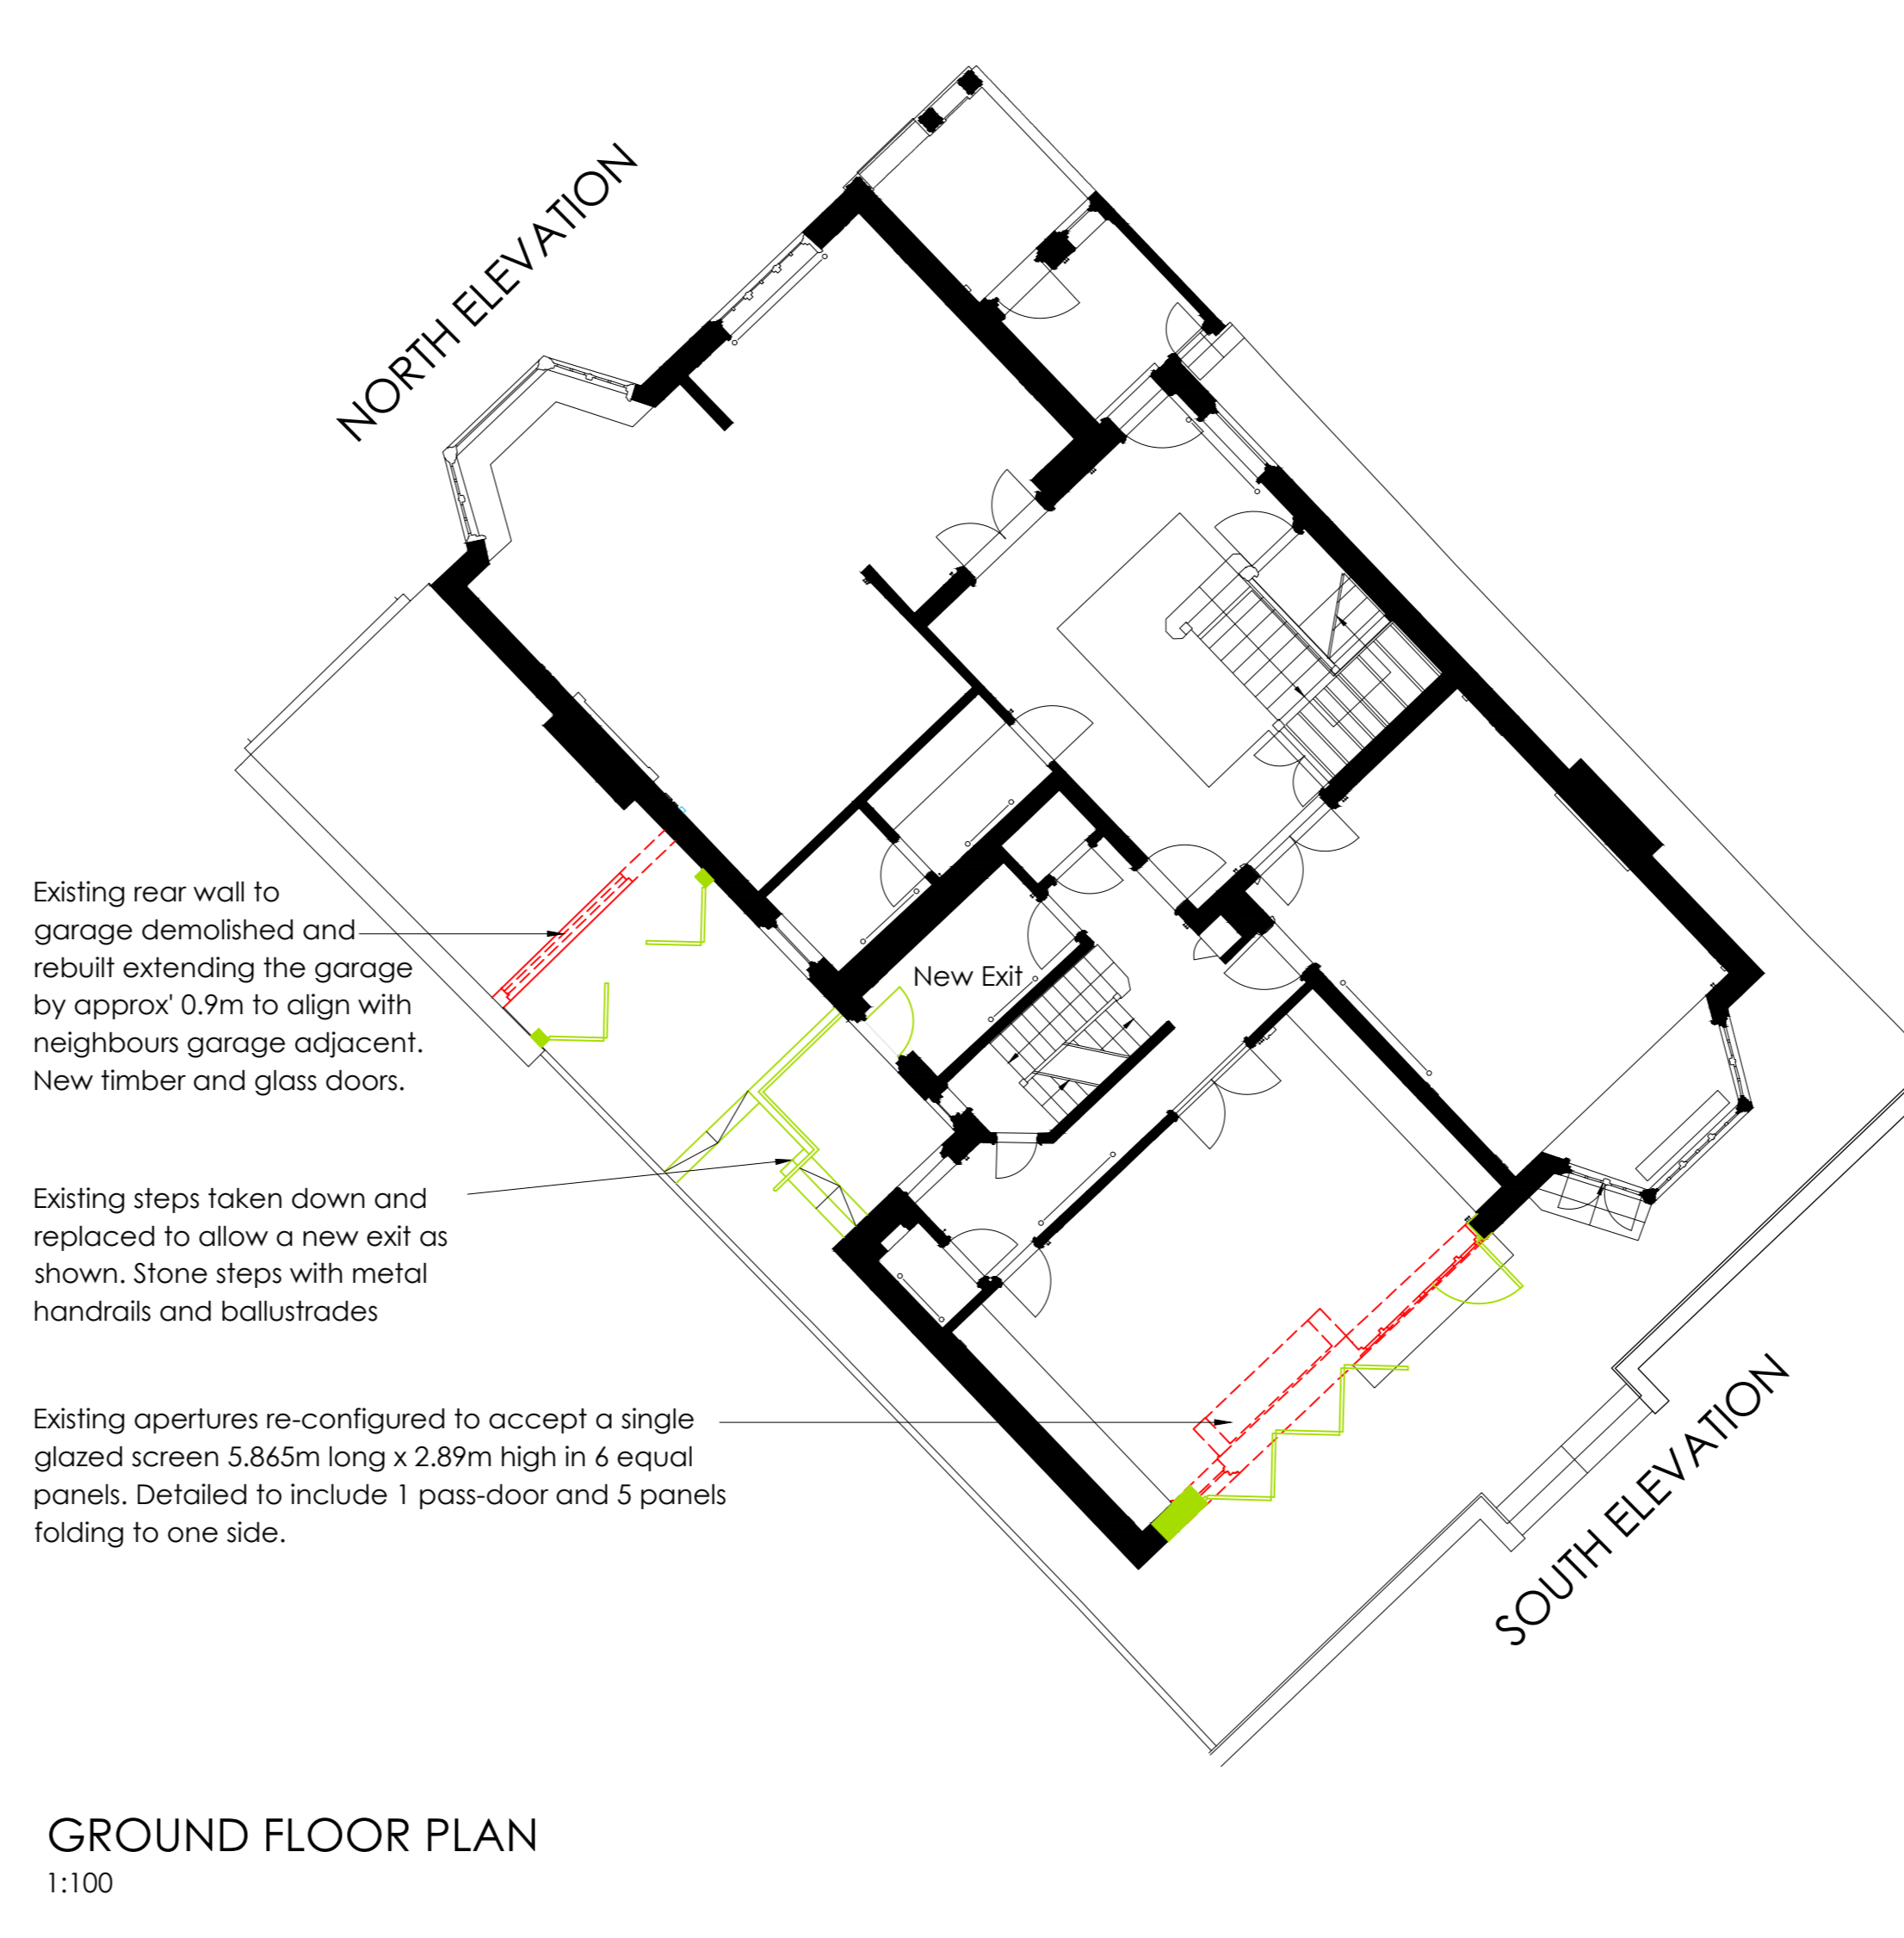 NORTH ELEVATION
Existing rear wall to
garage demolished and
rebuilt extending the garage
by approx' 0.9m to align with
neighbours garage adjacent.
New timber and glass doors.
New Exit
Existing steps taken down and
replaced to allow a new exit as
shown. Stone steps with metal
handrails and ballustrades
Existing apertures re-configured to accept a single
glazed screen 5.865m long x 2.89m high in 6 equal
panels. Detailed to include 1 pass-door and 5 panels
folding to one side.
SOUTH ELEVATION
GROUND FLOOR PLAN
1:100